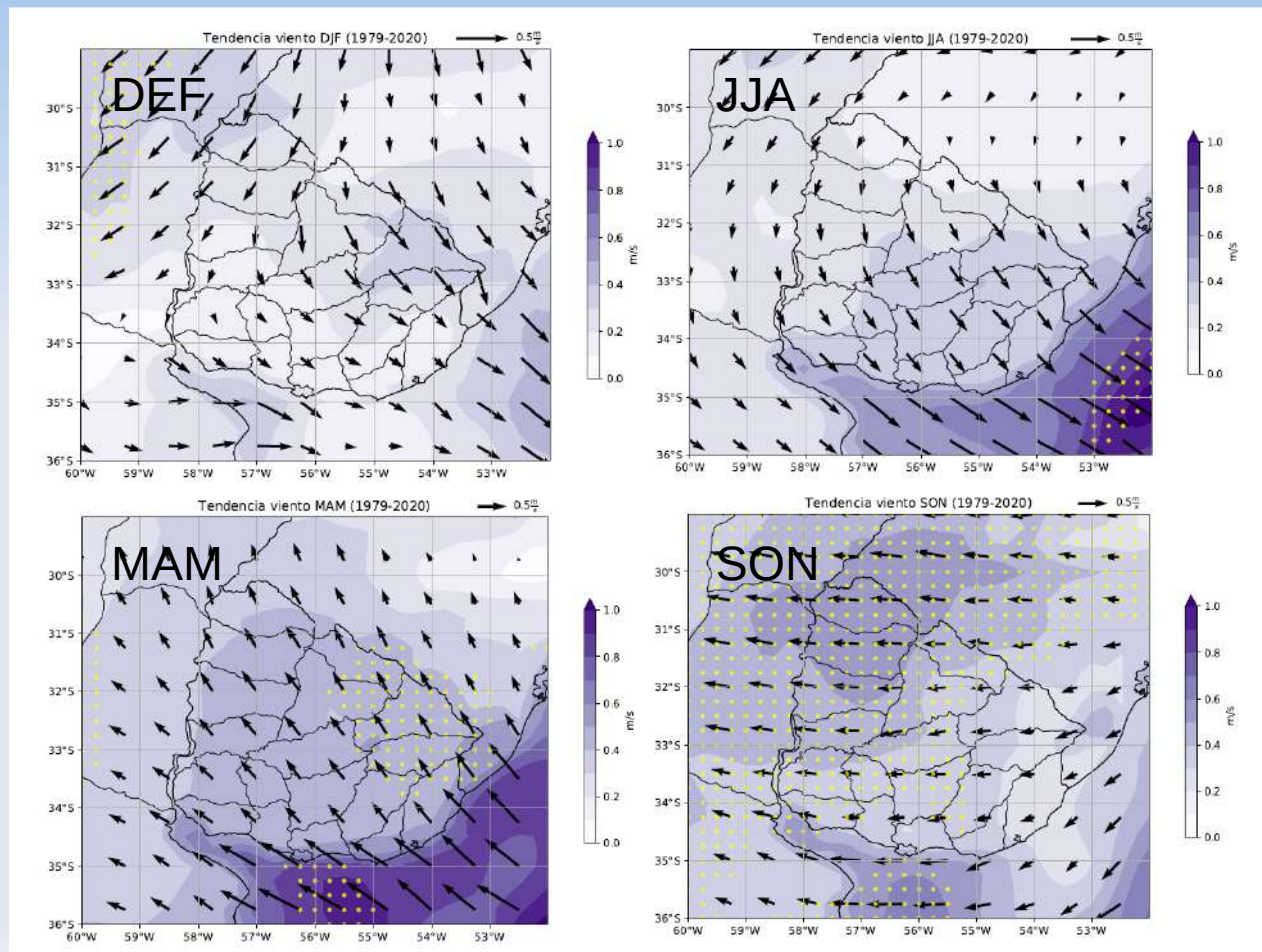 Tendencia viento DJF (1979-2020)
0.5 m/s
DEF
30°S
31°S
32°S
33°S
34°S
35°S
36°S
60°W 59°W 58°W 57°W 56°W 55°W 54°W 53°W
1.0
0.8
0.6
0.4
0.2
0.0
m/s
Tendencia viento JJA (1979-2020)
0.5 m/s
JJA
30°S
31°S
32°S
33°S
34°S
35°S
36°S
60°W 59°W 58°W 57°W 56°W 55°W 54°W 53°W
1.0
0.8
0.6
0.4
0.2
0.0
m/s
Tendencia viento MAM (1979-2020)
0.5 m/s
MAM
30°S
31°S
32°S
33°S
34°S
35°S
36°S
60°W 59°W 58°W 57°W 56°W 55°W 54°W 53°W
1.0
0.8
0.6
0.4
0.2
0.0
m/s
Tendencia viento SON (1979-2020)
0.5 m/s
SON
30°S
31°S
32°S
33°S
34°S
35°S
36°S
60°W 59°W 58°W 57°W 56°W 55°W 54°W 53°W
1.0
0.8
0.6
0.4
0.2
0.0
m/s